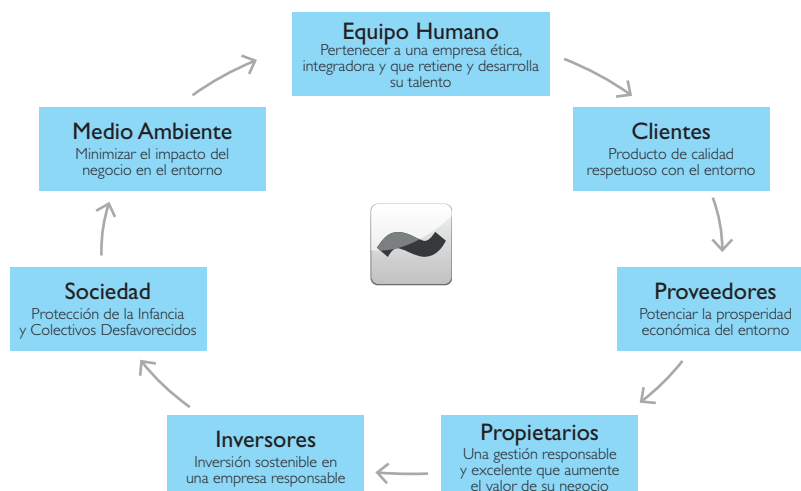 Equipo Humano
Pertenecer a una empresa ética,
integradora y que retiene y desarrolla
su talento
Clientes
Producto de calidad
respetuoso con el entorno
Proveedores
Potenciar la prosperidad
económica del entorno
Propietarios
Una gestión responsable
y excelente que aumente
el valor de su negocio
Inversores
Inversión sostenible en
una empresa responsable
Sociedad
Protección de la Infancia
y Colectivos Desfavorecidos
Medio Ambiente
Minimizar el impacto del
negocio en el entorno